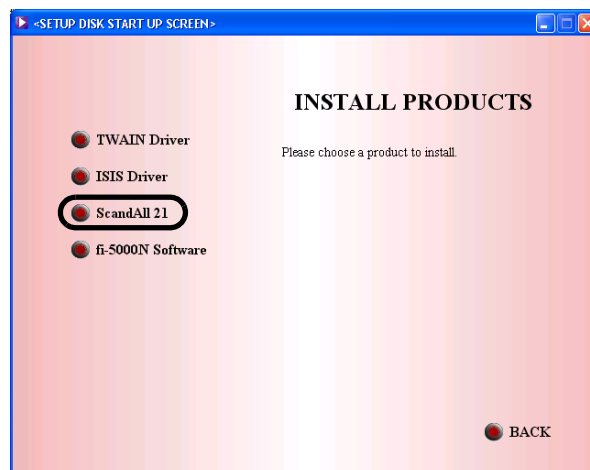 <SETUP DISK START UP SCREEN>
INSTALL PRODUCTS
Please choose a product to install.
TWAIN Driver
ISIS Driver
ScandAll 21
fi-5000N Software
BACK